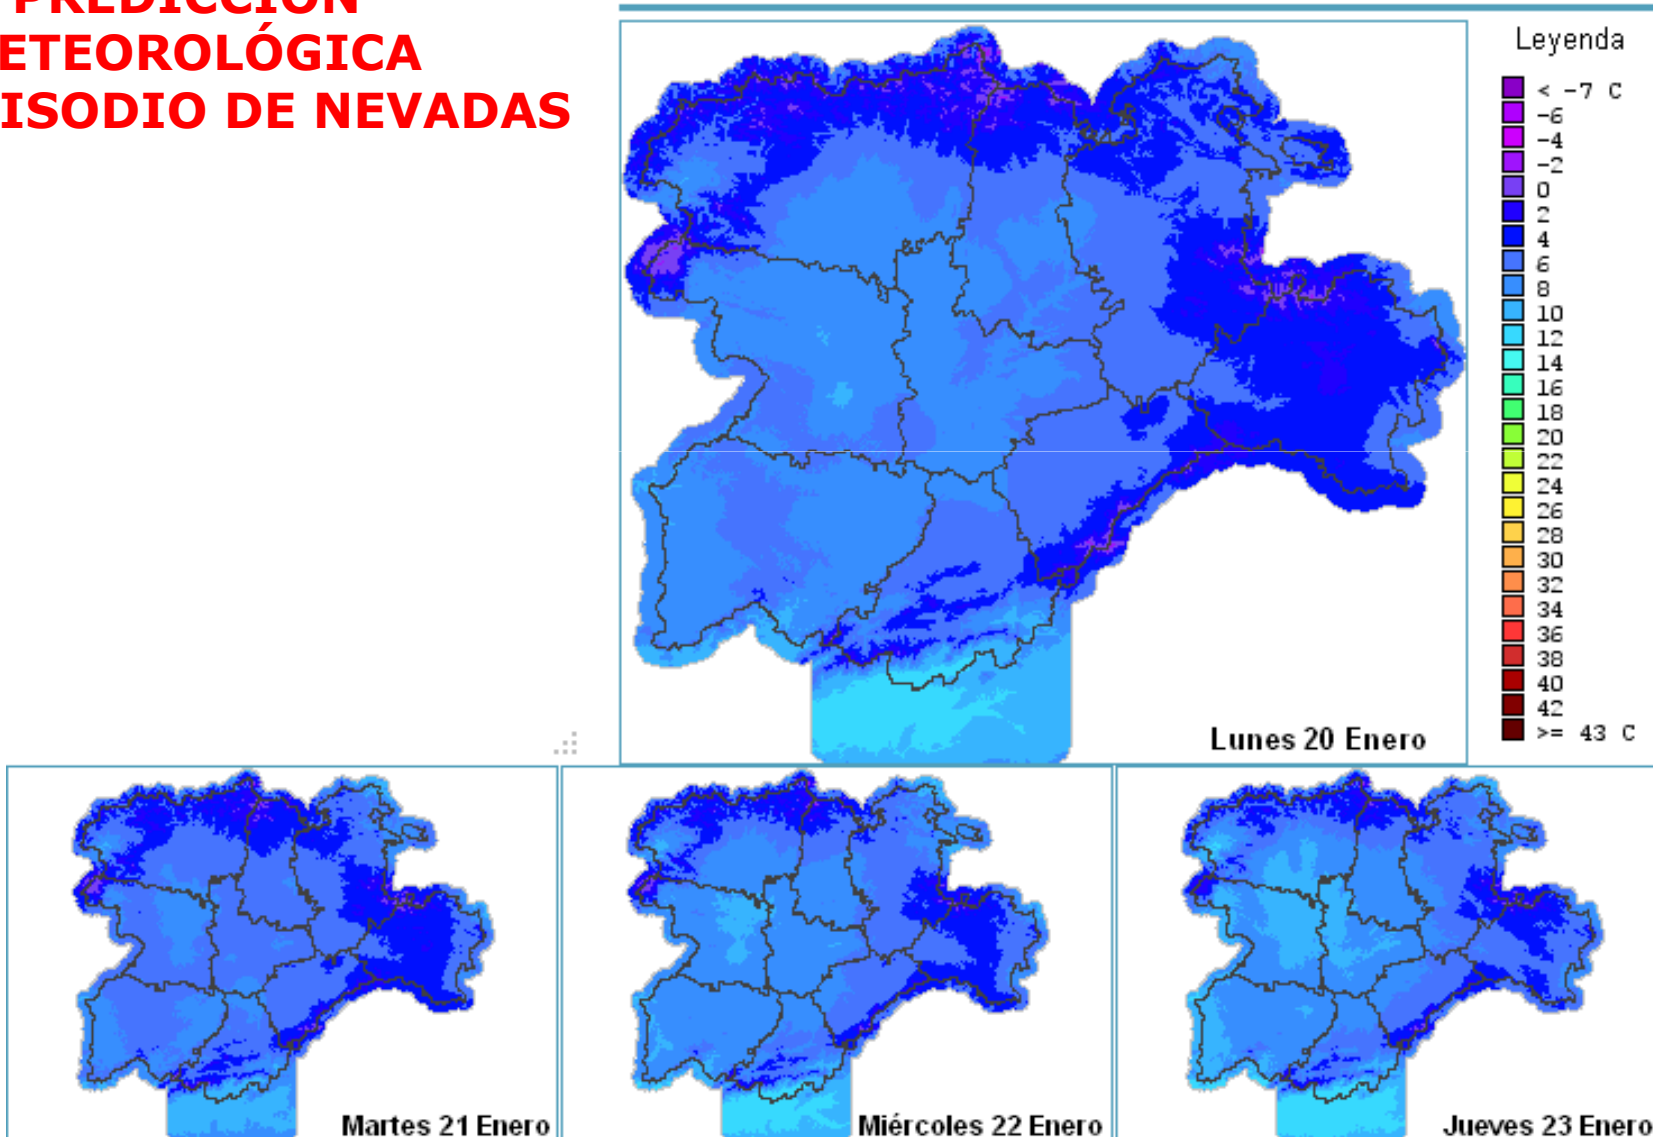 PREDICCIÓN
ETEOROLÓGICA
ISODIO DE NEVADAS
Leyenda
< -7 C
-6
-4
-2
0
2
4
6
8
10
12
14
16
18
20
22
24
26
28
30
32
34
36
38
40
42
>= 43 C
Lunes 20 Enero
Martes 21 Enero
Miércoles 22 Enero
Jueves 23 Enero